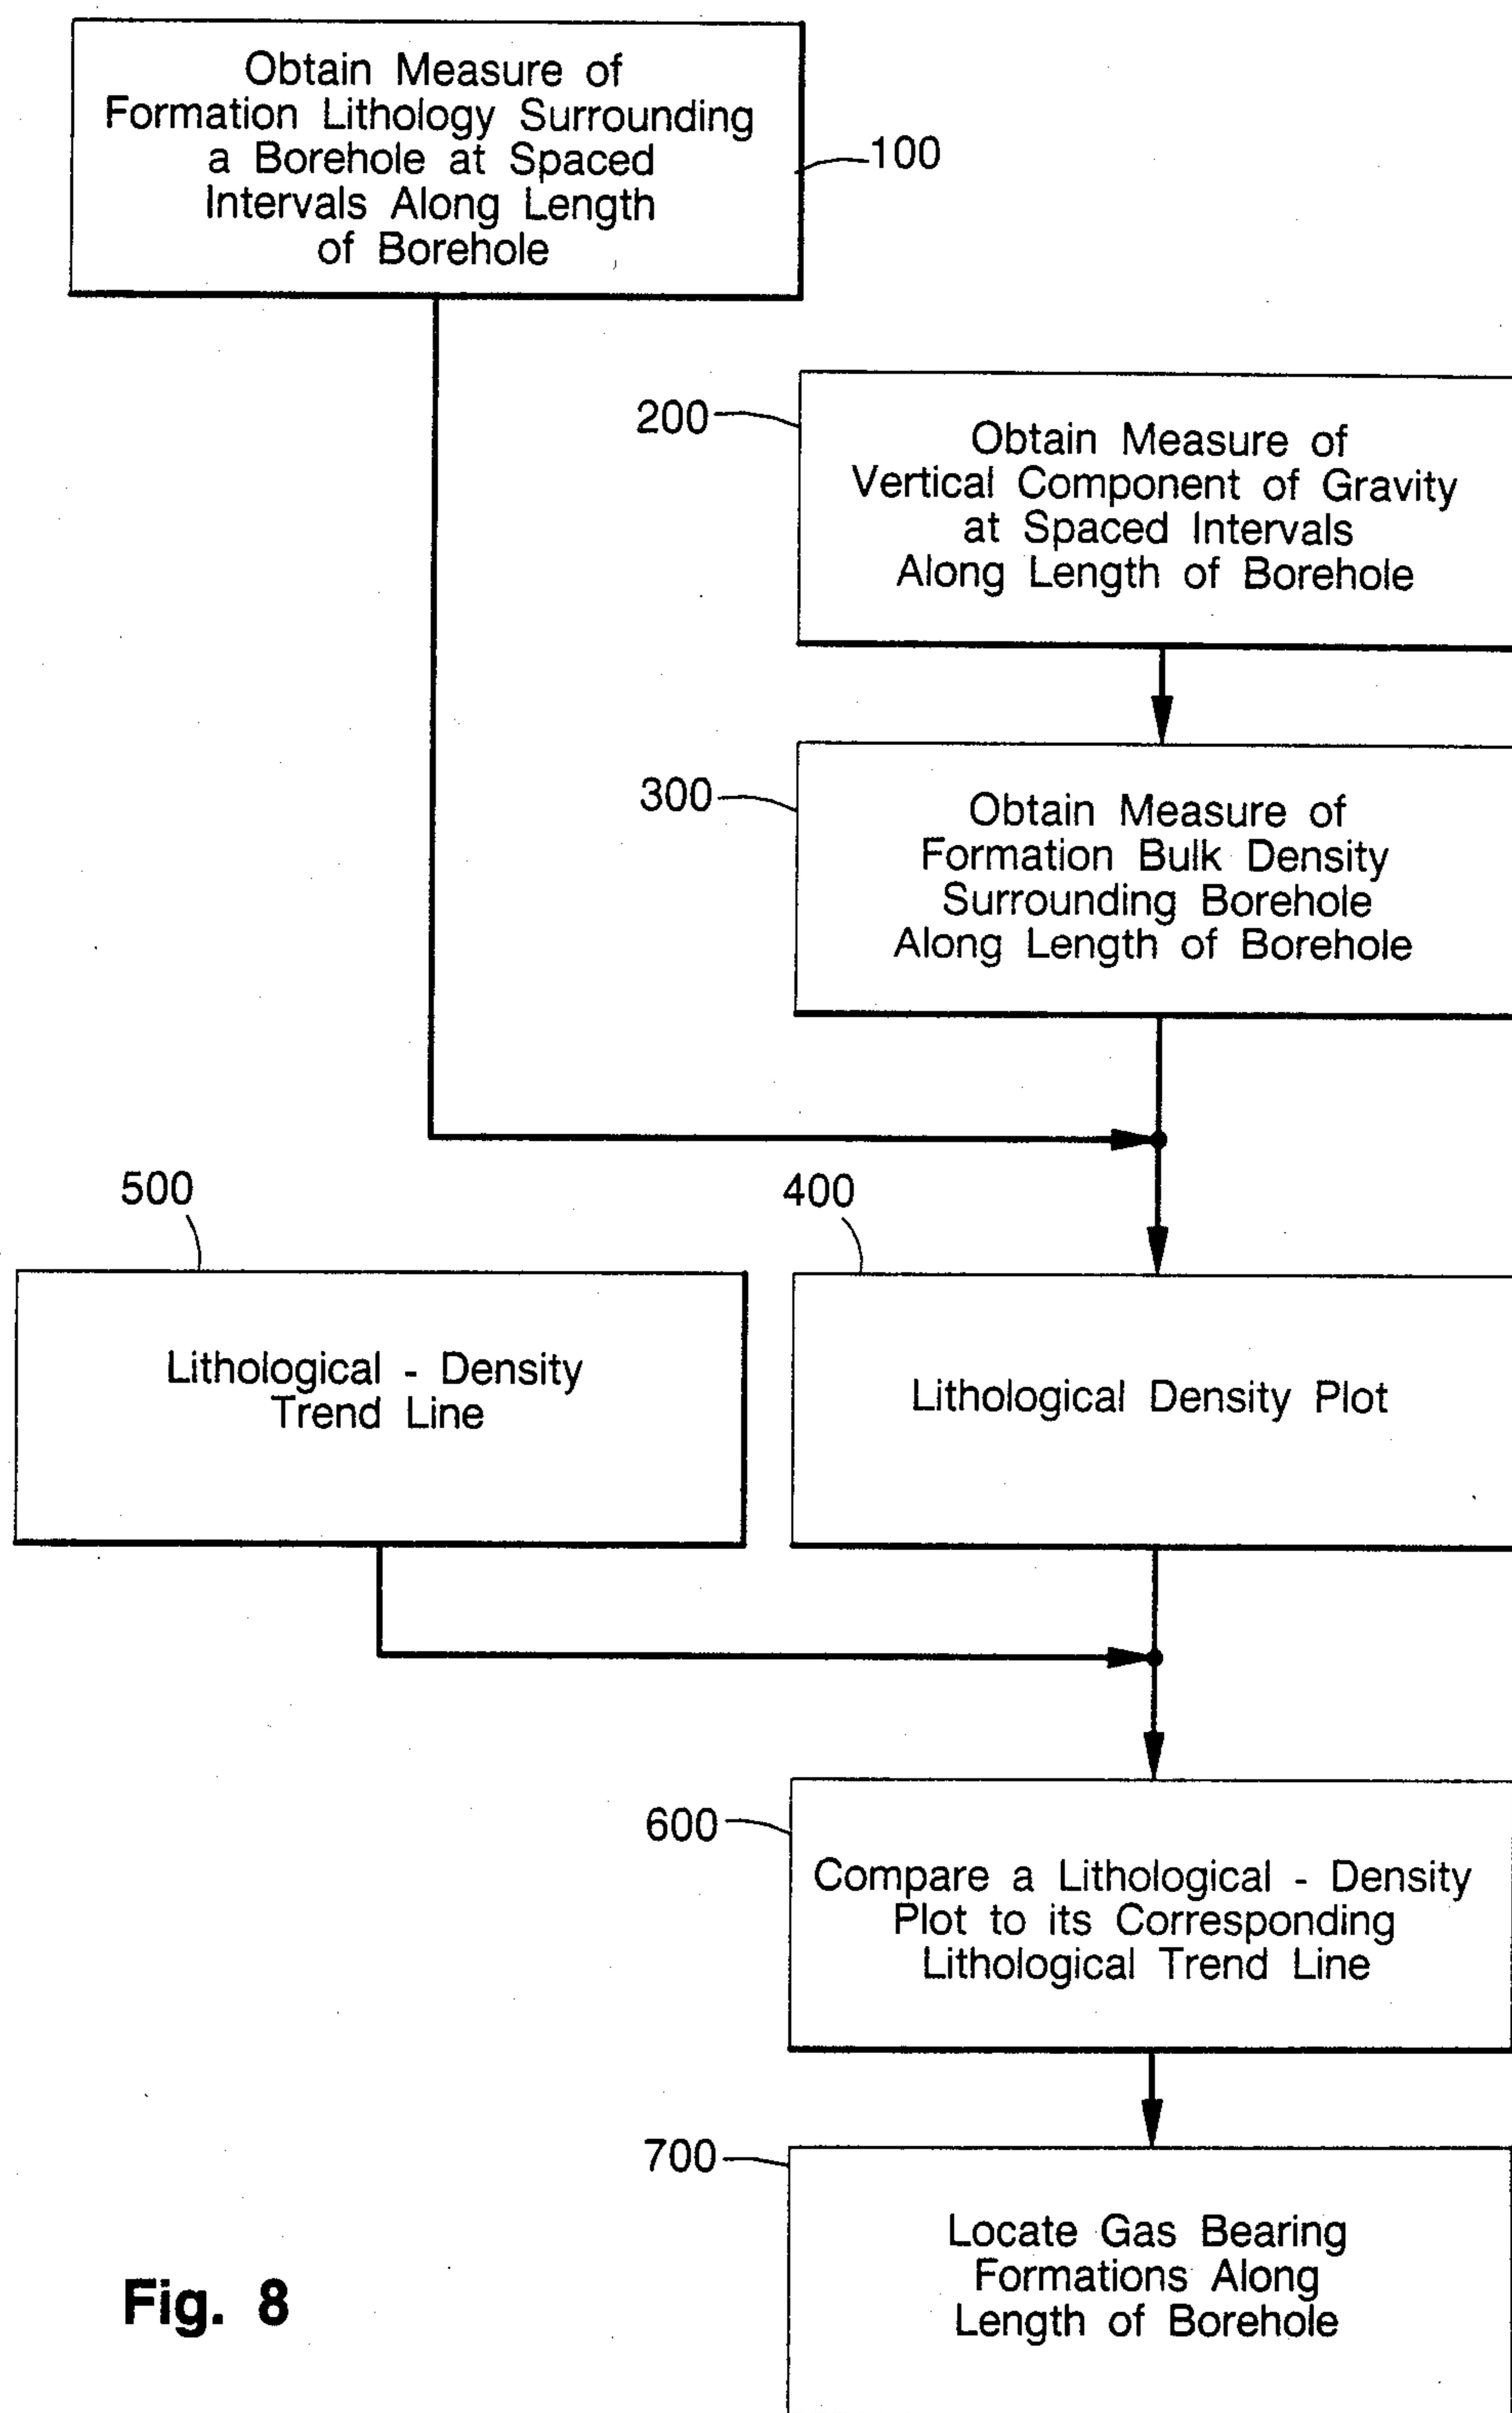 Obtain Measure of
Formation Lithology Surrounding
a Borehole at Spaced
Intervals Along Length
of Borehole
100
200
Obtain Measure of
Vertical Component of Gravity
at Spaced Intervals
Along Length of Borehole
300
Obtain Measure of
Formation Bulk Density
Surrounding Borehole
Along Length of Borehole
500
400
Lithological - Density
Trend Line
Lithological Density Plot
600
Compare a Lithological - Density
Plot to its Corresponding
Lithological Trend Line
700
Locate Gas Bearing
Formations Along
Length of Borehole
Fig. 8